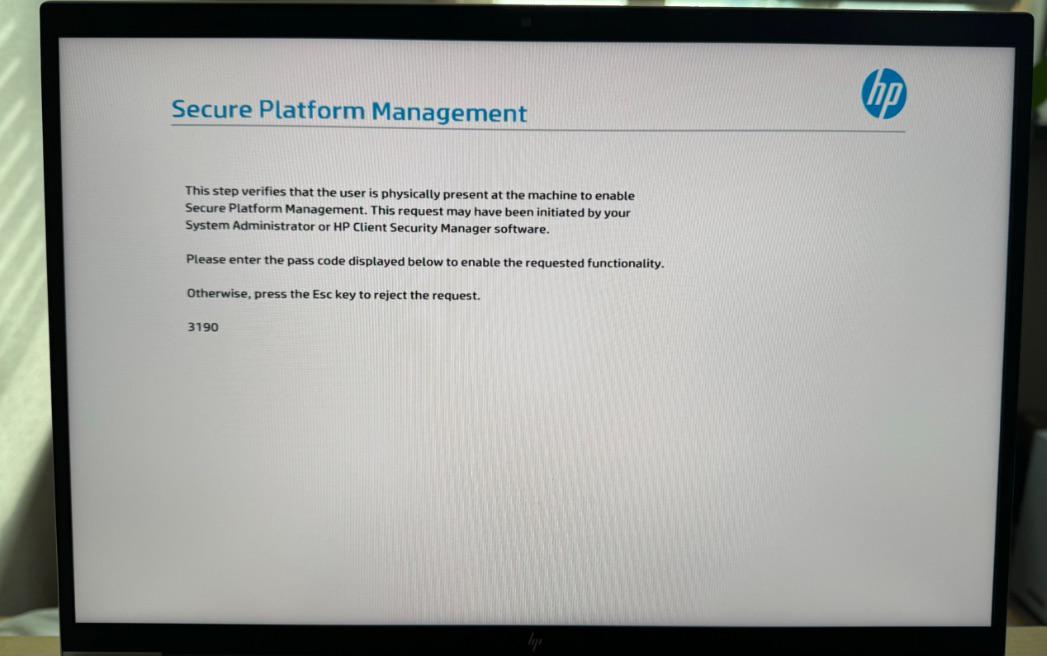 hp
Secure Platform Management
This step verifies that the user is physically present at the machine to enable
Secure Platform Management. This request may have been initiated by your
System Administrator or HP Client Security Manager software.
Please enter the pass code displayed below to enable the requested functionality.
Otherwise, press the Esc key to reject the request.
3190
hp